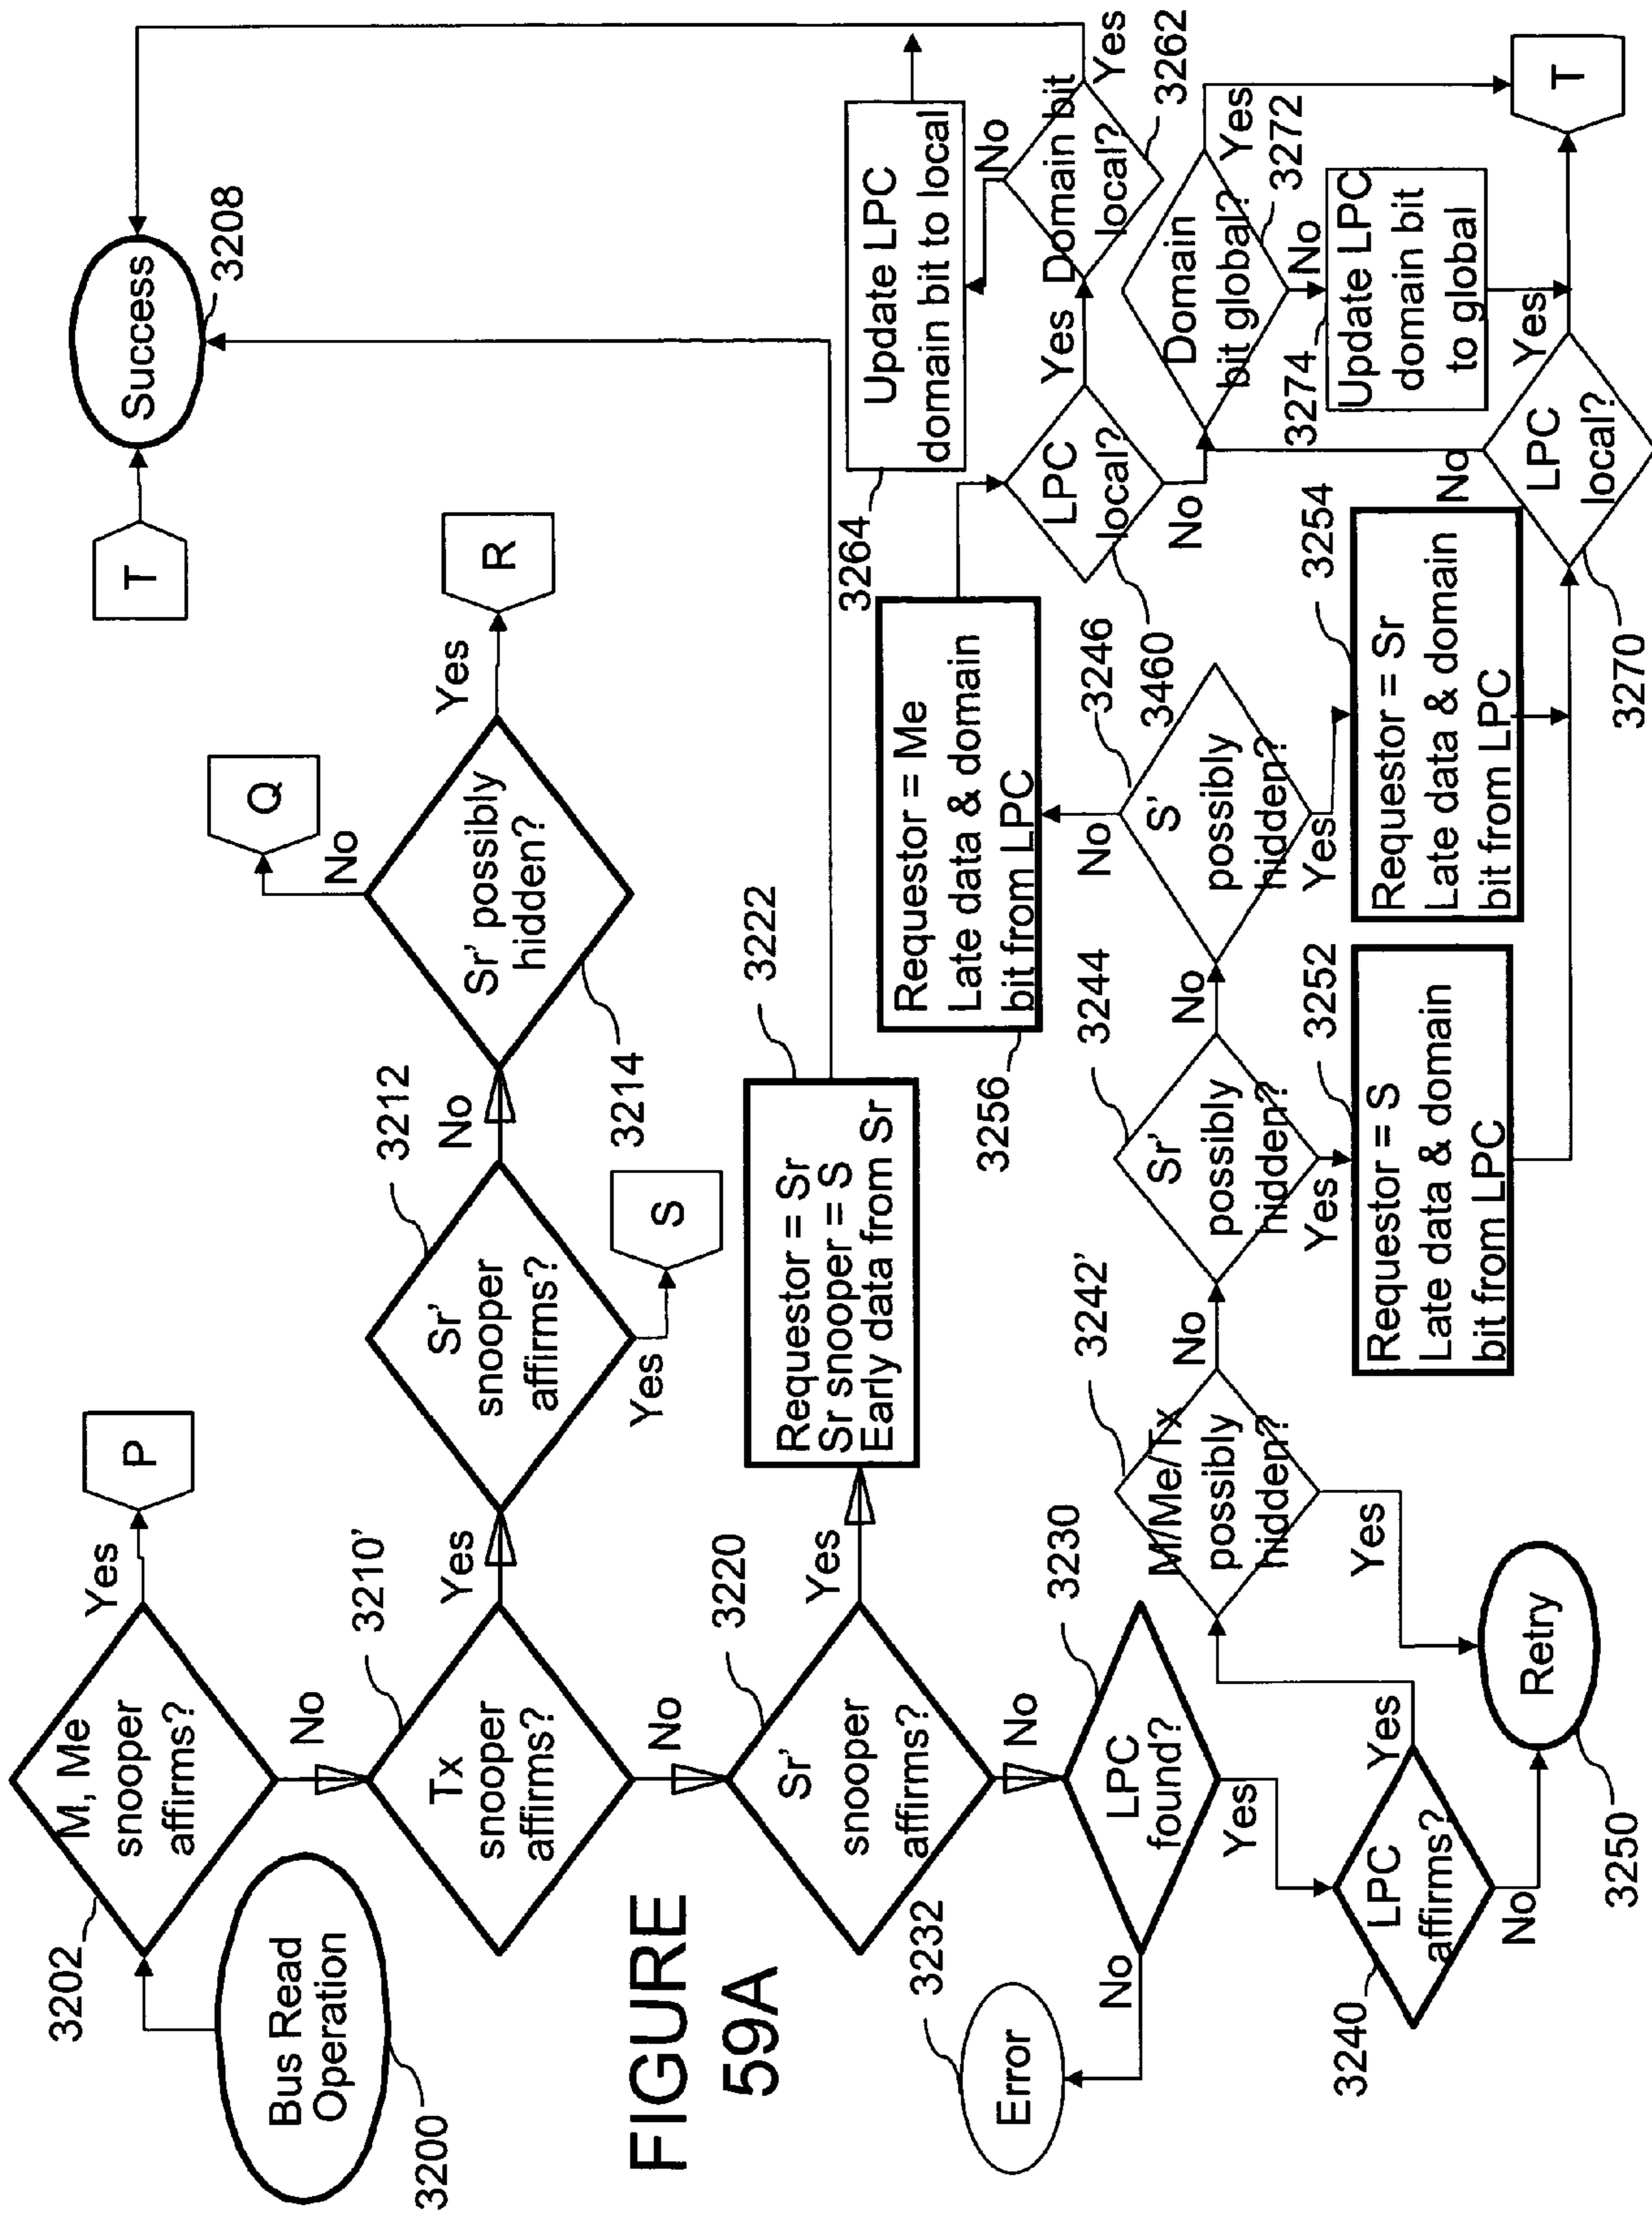 3200
Bus Read
Operation
3202
M, Me
snooper
affirms?
Yes
P
No
3210'
Tx
snooper
affirms?
Yes
3212
Sr'
snooper
affirms?
Yes
S
No
3214
Sr' possibly
hidden?
No
Q
Yes
R
T
Success
3208
No
3220
Sr'
snooper
affirms?
Yes
3222
Requestor = Sr
Sr snooper = S
Early data from Sr
No
3230
LPC
found?
No
3232
Error
Yes
3240
LPC
affirms?
No
Retry
3250
Yes
3242'
M/Me/Tx
possibly
hidden?
Yes
No
3244
Sr'
possibly
hidden?
Yes
3252
Requestor = S
Late data & domain
bit from LPC
No
3246
S'
possibly
hidden?
No
3256
Requestor = Me
Late data & domain
bit from LPC
Yes
3254
Requestor = Sr
Late data & domain
bit from LPC
3460
LPC
local?
Yes
No
Domain bit
local?
3262
Yes
No
3264
Update LPC
domain bit to local
3270
LPC
local?
No
Yes
Domain
bit global?
3272
Yes
No
3274
Update LPC
domain bit
to global
T
FIGURE
59A